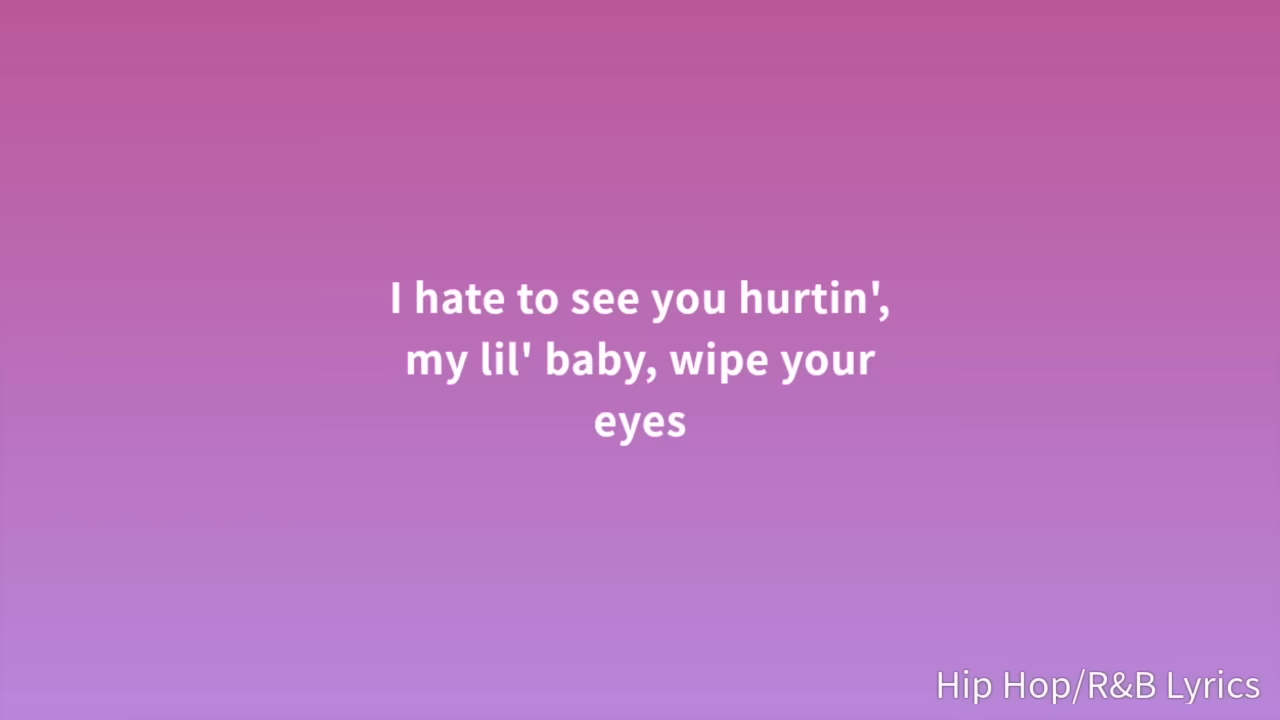 I hate to see you hurtin',
my lil' baby, wipe your
eyes
Hip Hop/R&B Lyrics